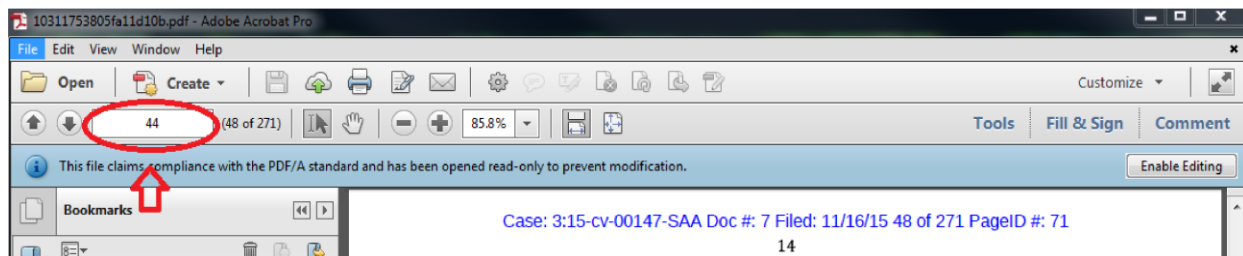 10311753805fa11d10b.pdf - Adobe Acrobat Pro
File Edit View Window Help
Open Create Customize
44 (48 of 271) 85.8% Tools Fill & Sign Comment
This file claims compliance with the PDF/A standard and has been opened read-only to prevent modification. Enable Editing
Bookmarks
Case: 3:15-cv-00147-SAA Doc #: 7 Filed: 11/16/15 48 of 271 PageID #: 71
14